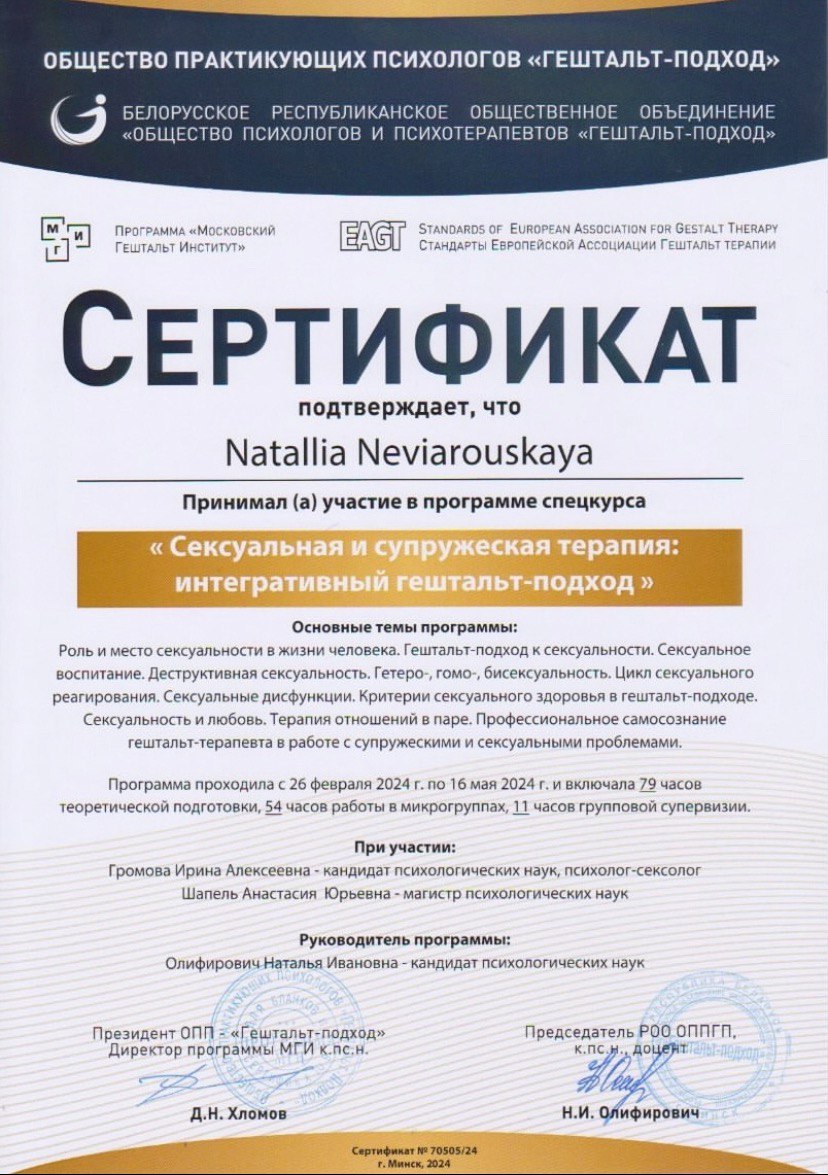 ОБЩЕСТВО ПРАКТИКУЮЩИХ ПСИХОЛОГОВ «ГЕШТАЛЬТ-ПОДХОД»
БЕЛОРУССКОЕ РЕСПУБЛИКАНСКОЕ ОБЩЕСТВЕННОЕ ОБЪЕДИНЕНИЕ
«ОБЩЕСТВО ПСИХОЛОГОВ И ПСИХОТЕРАПЕВТОВ «ГЕШТАЛЬТ-ПОДХОД»
М И Г
ПРОГРАММА «МОСКОВСКИЙ
ГЕШТАЛЬТ ИНСТИТУТ»
EAGT
STANDARDS OF EUROPEAN ASSOCIATION FOR GESTALT THERAPY
СТАНДАРТЫ ЕВРОПЕЙСКОЙ АССОЦИАЦИИ ГЕШТАЛЬТ ТЕРАПИИ
СЕРТИФИКАТ
подтверждает, что
Natallia Neviarouskaya
Принимал (а) участие в программе спецкурса
« Сексуальная и супружеская терапия:
интегративный гештальт-подход »
Основные темы программы:
Роль и место сексуальности в жизни человека. Гештальт-подход к сексуальности. Сексуальное
воспитание. Деструктивная сексуальность. Гетеро-, гомо-, бисексуальность. Цикл сексуального
реагирования. Сексуальные дисфункции. Критерии сексуального здоровья в гештальт-подходе.
Сексуальность и любовь. Терапия отношений в паре. Профессиональное самосознание
гештальт-терапевта в работе с супружескими и сексуальными проблемами.
Программа проходила с 26 февраля 2024 г. по 16 мая 2024 г. и включала 79 часов
теоретической подготовки, 54 часов работы в микрогруппах, 11 часов групповой супервизии.
При участии:
Громова Ирина Алексеевна - кандидат психологических наук, психолог-сексолог
Шапель Анастасия Юрьевна - магистр психологических наук
Руководитель программы:
Олифирович Наталья Ивановна - кандидат психологических наук
Президент ОПП - «Гештальт-подход»
Директор программы МГИ к.пс.н.
Д.Н. Хломов
Председатель РОО ОППГП,
к.пс.н., доцент
Н.И. Олифирович
Сертификат № 70505/24
г. Минск, 2024